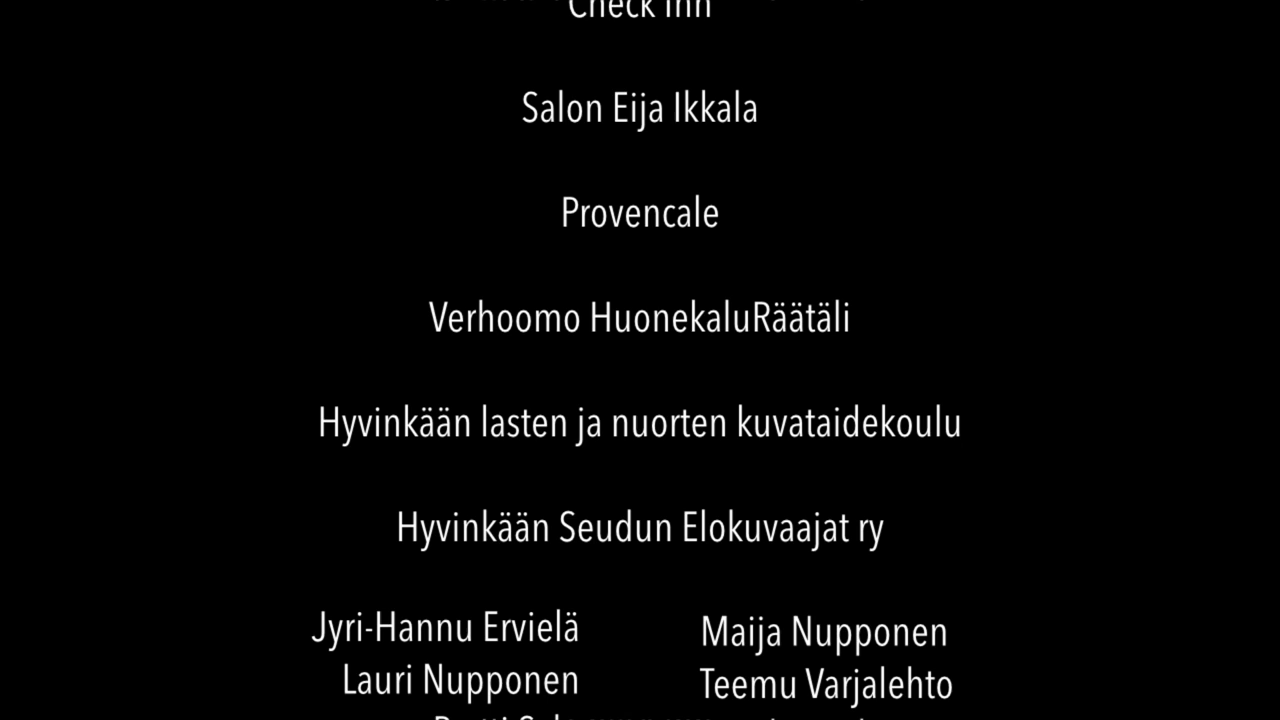 Check Inn
Salon Eija Ikkala
Provencale
Verhoomo HuonekaluRäätäli
Hyvinkään lasten ja nuorten kuvataidekoulu
Hyvinkään Seudun Elokuvaajat ry
Jyri-Hannu Ervielä
Maija Nupponen
Lauri Nupponen
Teemu Varjalehto